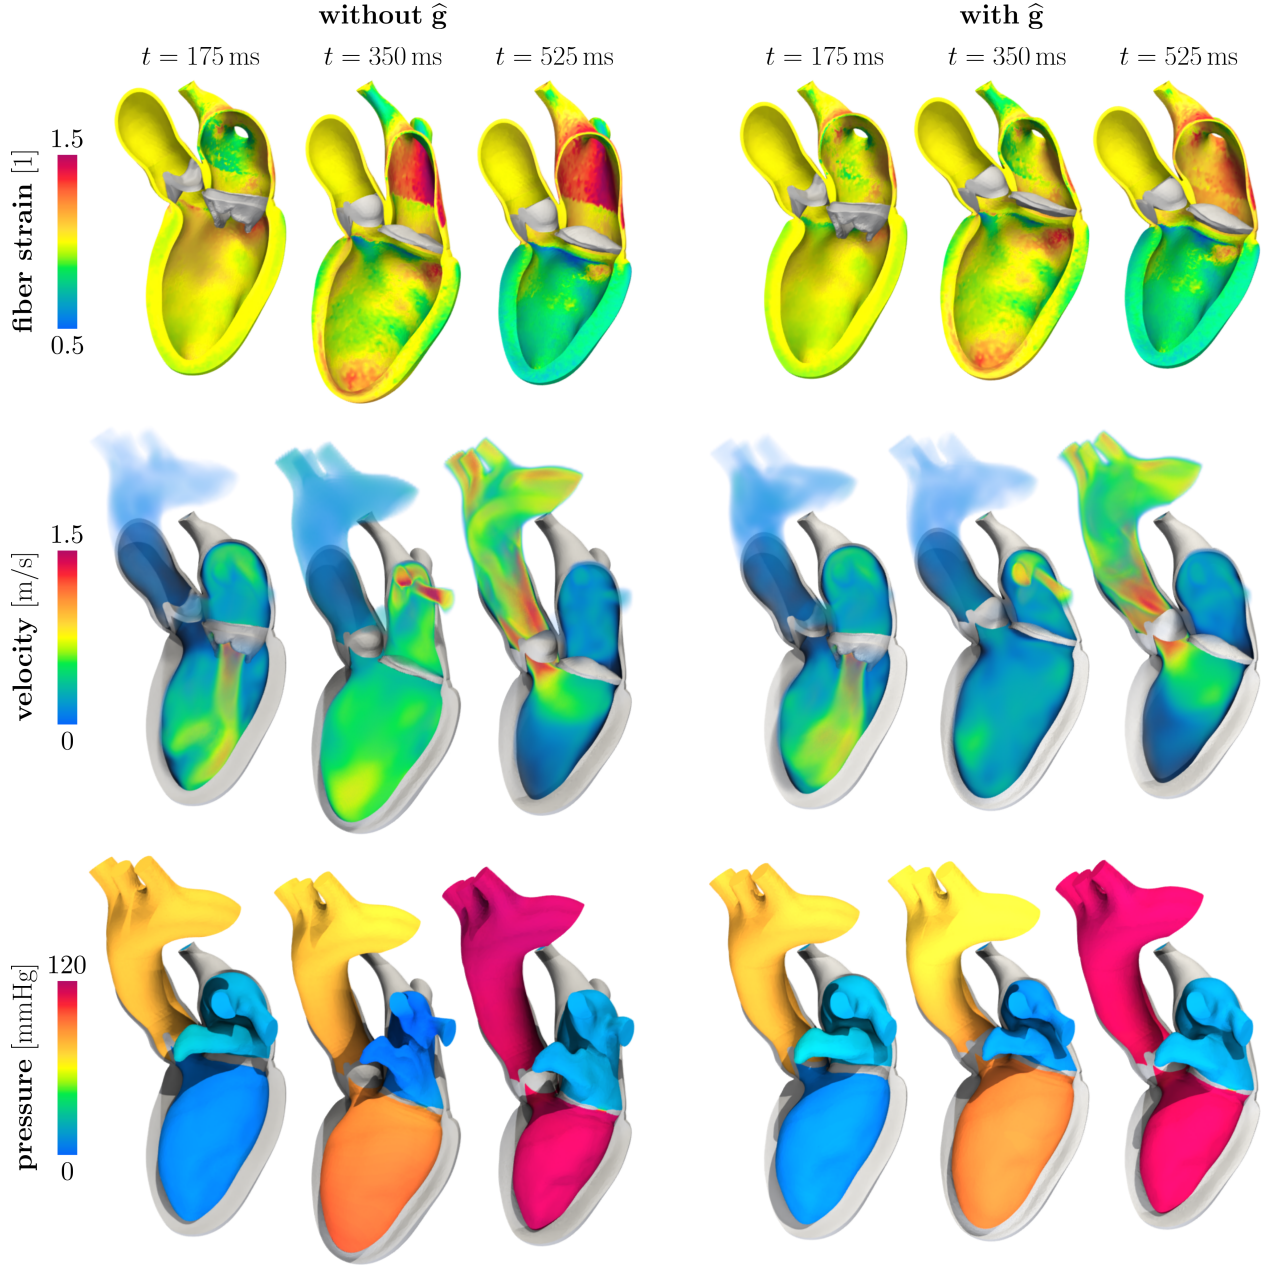 without ĝ
with ĝ
t = 175 ms
t = 350 ms
t = 525 ms
t = 175 ms
t = 350 ms
t = 525 ms
fiber strain [1]
1.5
0.5
velocity [m/s]
1.5
0
pressure [mmHg]
120
0